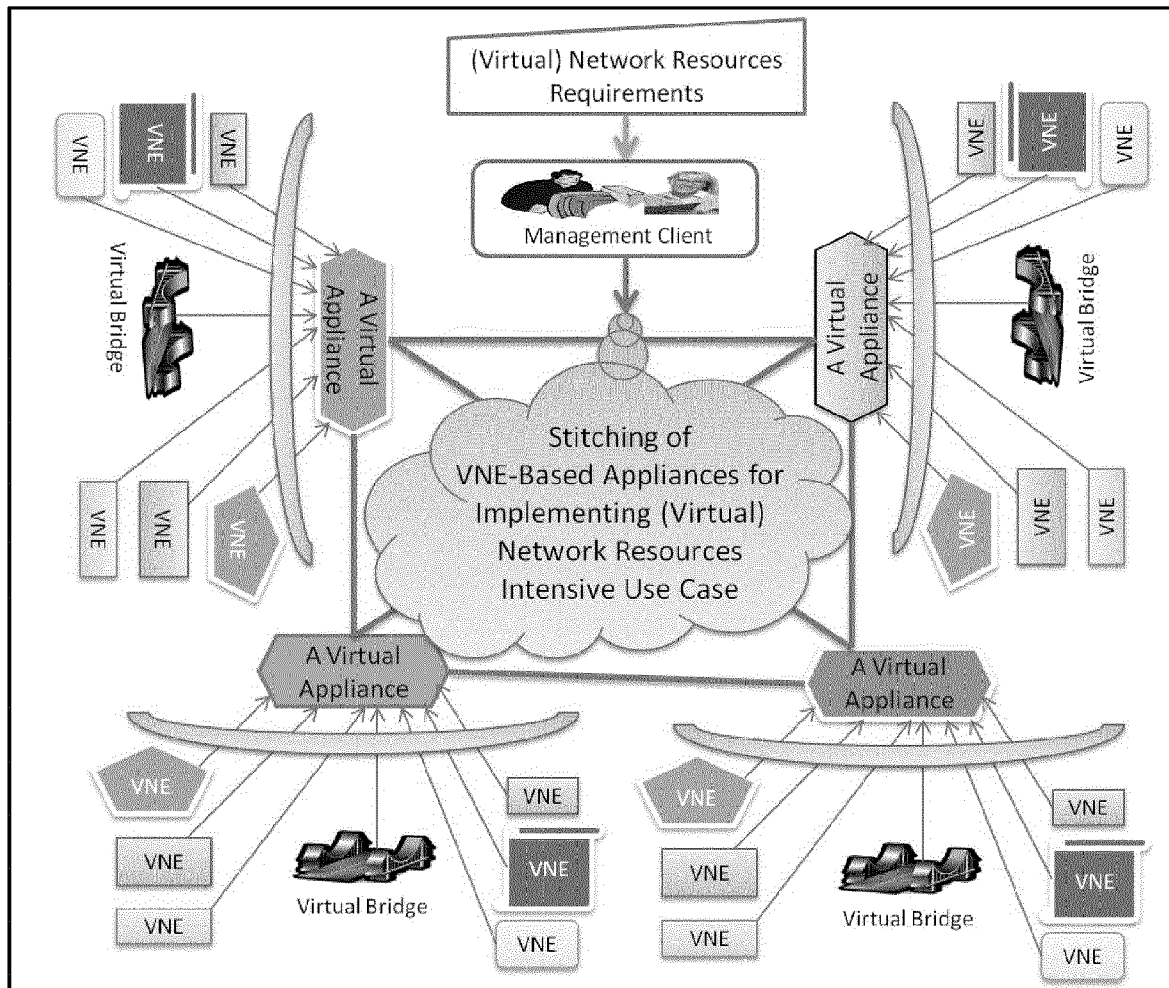 (Virtual) Network Resources
Requirements
Management Client
VNE
VNE
VNE
Virtual Bridge
A Virtual
Appliance
VNE
VNE
VNE
VNE
VNE
VNE
Virtual Bridge
A Virtual
Appliance
VNE
VNE
VNE
Stitching of
VNE-Based Appliances for
Implementing (Virtual)
Network Resources
Intensive Use Case
A Virtual
Appliance
VNE
VNE
VNE
Virtual Bridge
VNE
VNE
VNE
A Virtual
Appliance
VNE
VNE
VNE
Virtual Bridge
VNE
VNE
VNE